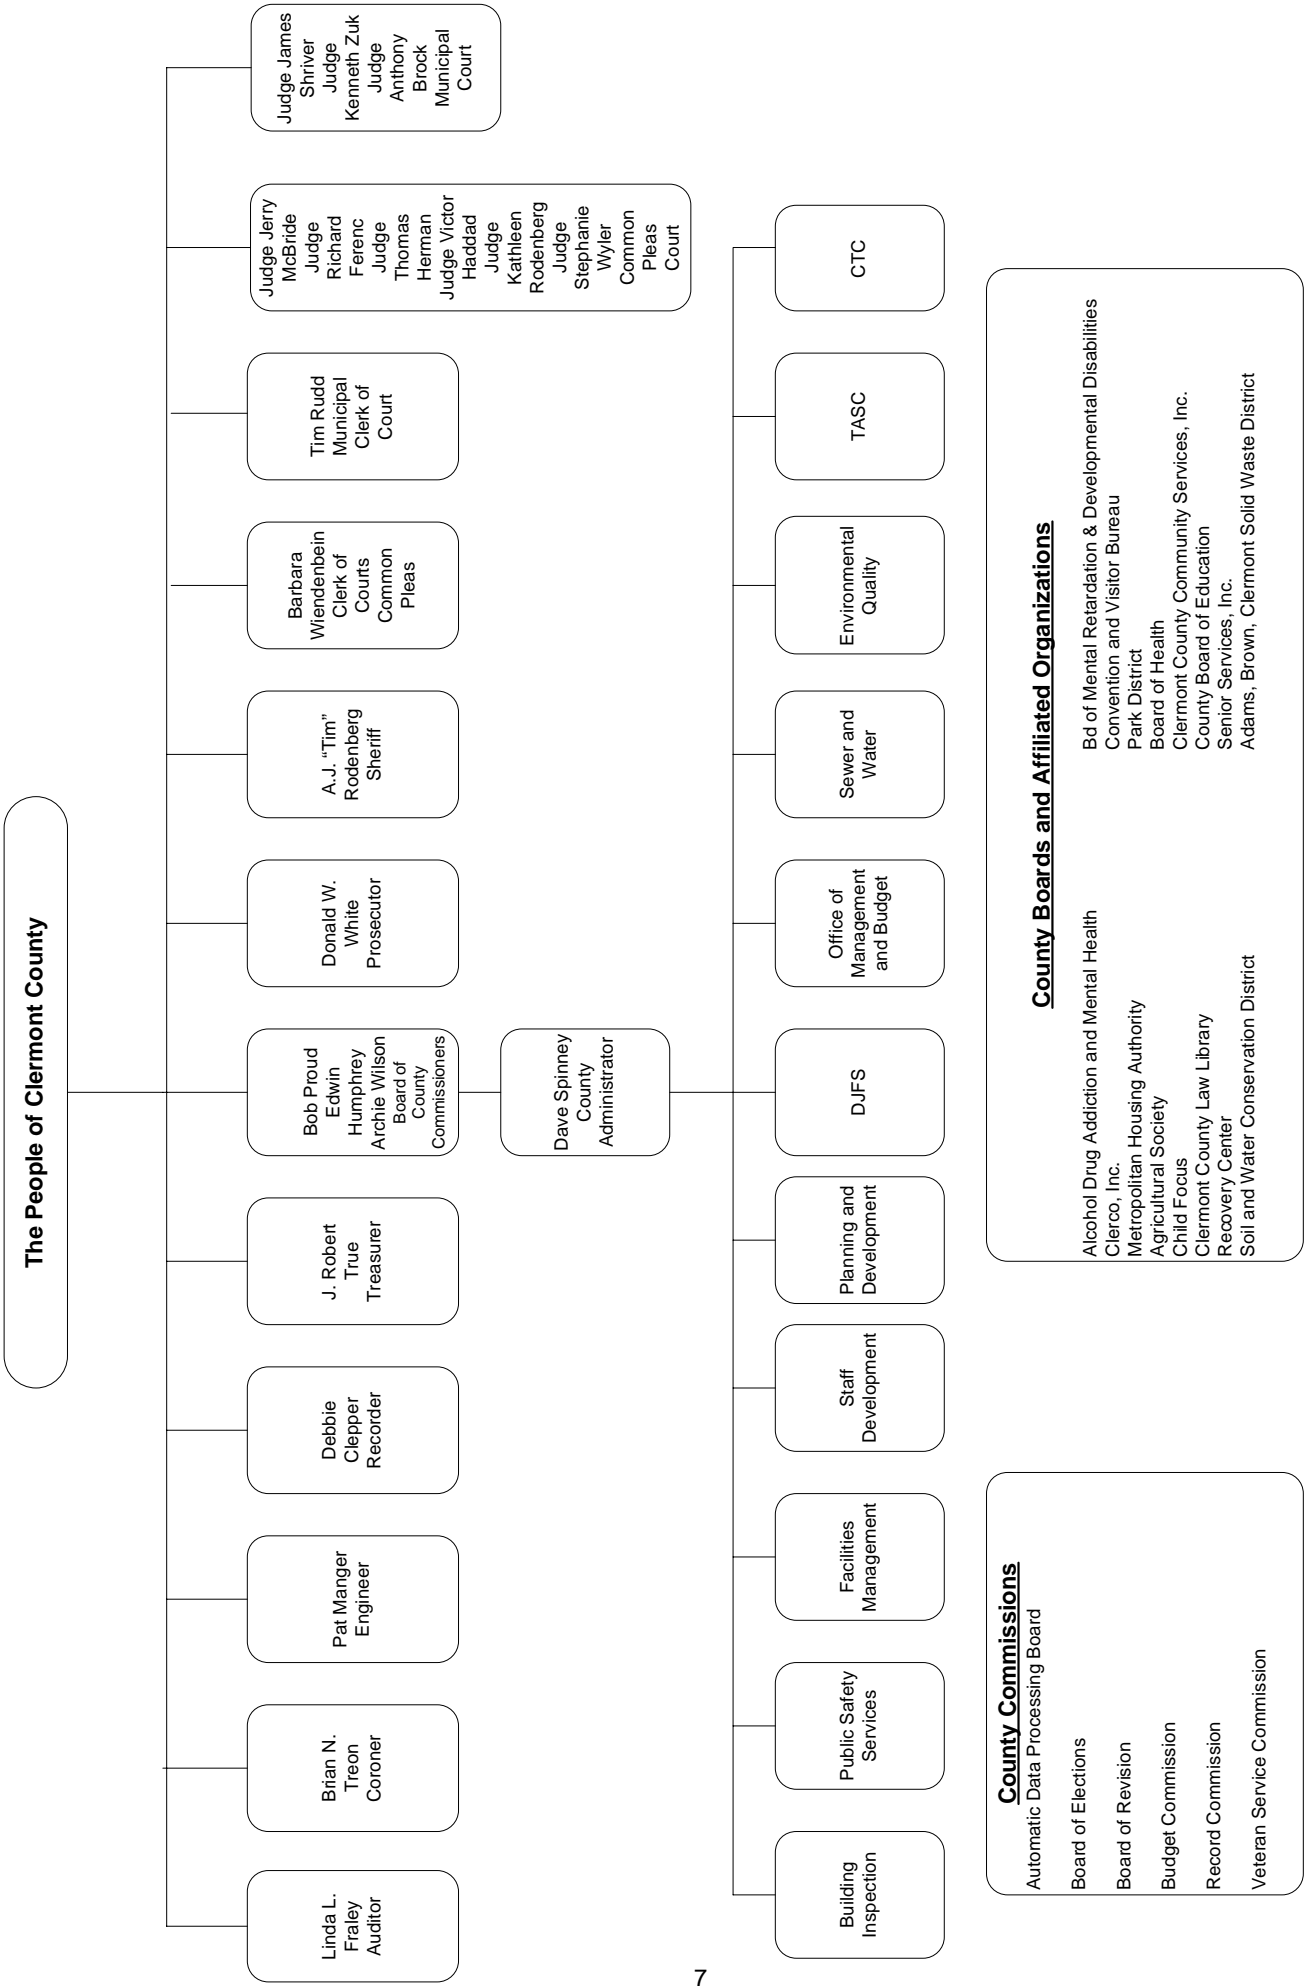 The People of Clermont County
Linda L.
Fraley
Auditor
Brian N.
Treon
Coroner
Pat Manger
Engineer
Debbie
Clepper
Recorder
J. Robert
True
Treasurer
Bob Proud
Edwin
Humphrey
Archie Wilson
Board of
County
Commissioners
Donald W.
White
Prosecutor
A.J. “Tim”
Rodenberg
Sheriff
Barbara
Wiendenbein
Clerk of
Courts
Common
Pleas
Tim Rudd
Municipal
Clerk of
Court
Judge Jerry
McBride
Judge
Richard
Ferenc
Judge
Thomas
Herman
Judge Victor
Haddad
Judge
Kathleen
Rodenberg
Judge
Stephanie
Wyler
Common
Pleas
Court
Judge James
Shriver
Judge
Kenneth Zuk
Judge
Anthony
Brock
Municipal
Court
Dave Spinney
County
Administrator
Building
Inspection
Public Safety
Services
Facilities
Management
Staff
Development
Planning and
Development
DJFS
Office of
Management
and Budget
Sewer and
Water
Environmental
Quality
TASC
CTC
County Commissions
Automatic Data Processing Board
Board of Elections
Board of Revision
Budget Commission
Record Commission
Veteran Service Commission
County Boards and Affiliated Organizations
Alcohol Drug Addiction and Mental Health
Clerco, Inc.
Metropolitan Housing Authority
Agricultural Society
Child Focus
Clermont County Law Library
Recovery Center
Soil and Water Conservation District
Bd of Mental Retardation & Developmental Disabilities
Convention and Visitor Bureau
Park District
Board of Health
Clermont County Community Services, Inc.
County Board of Education
Senior Services, Inc.
Adams, Brown, Clermont Solid Waste District
7